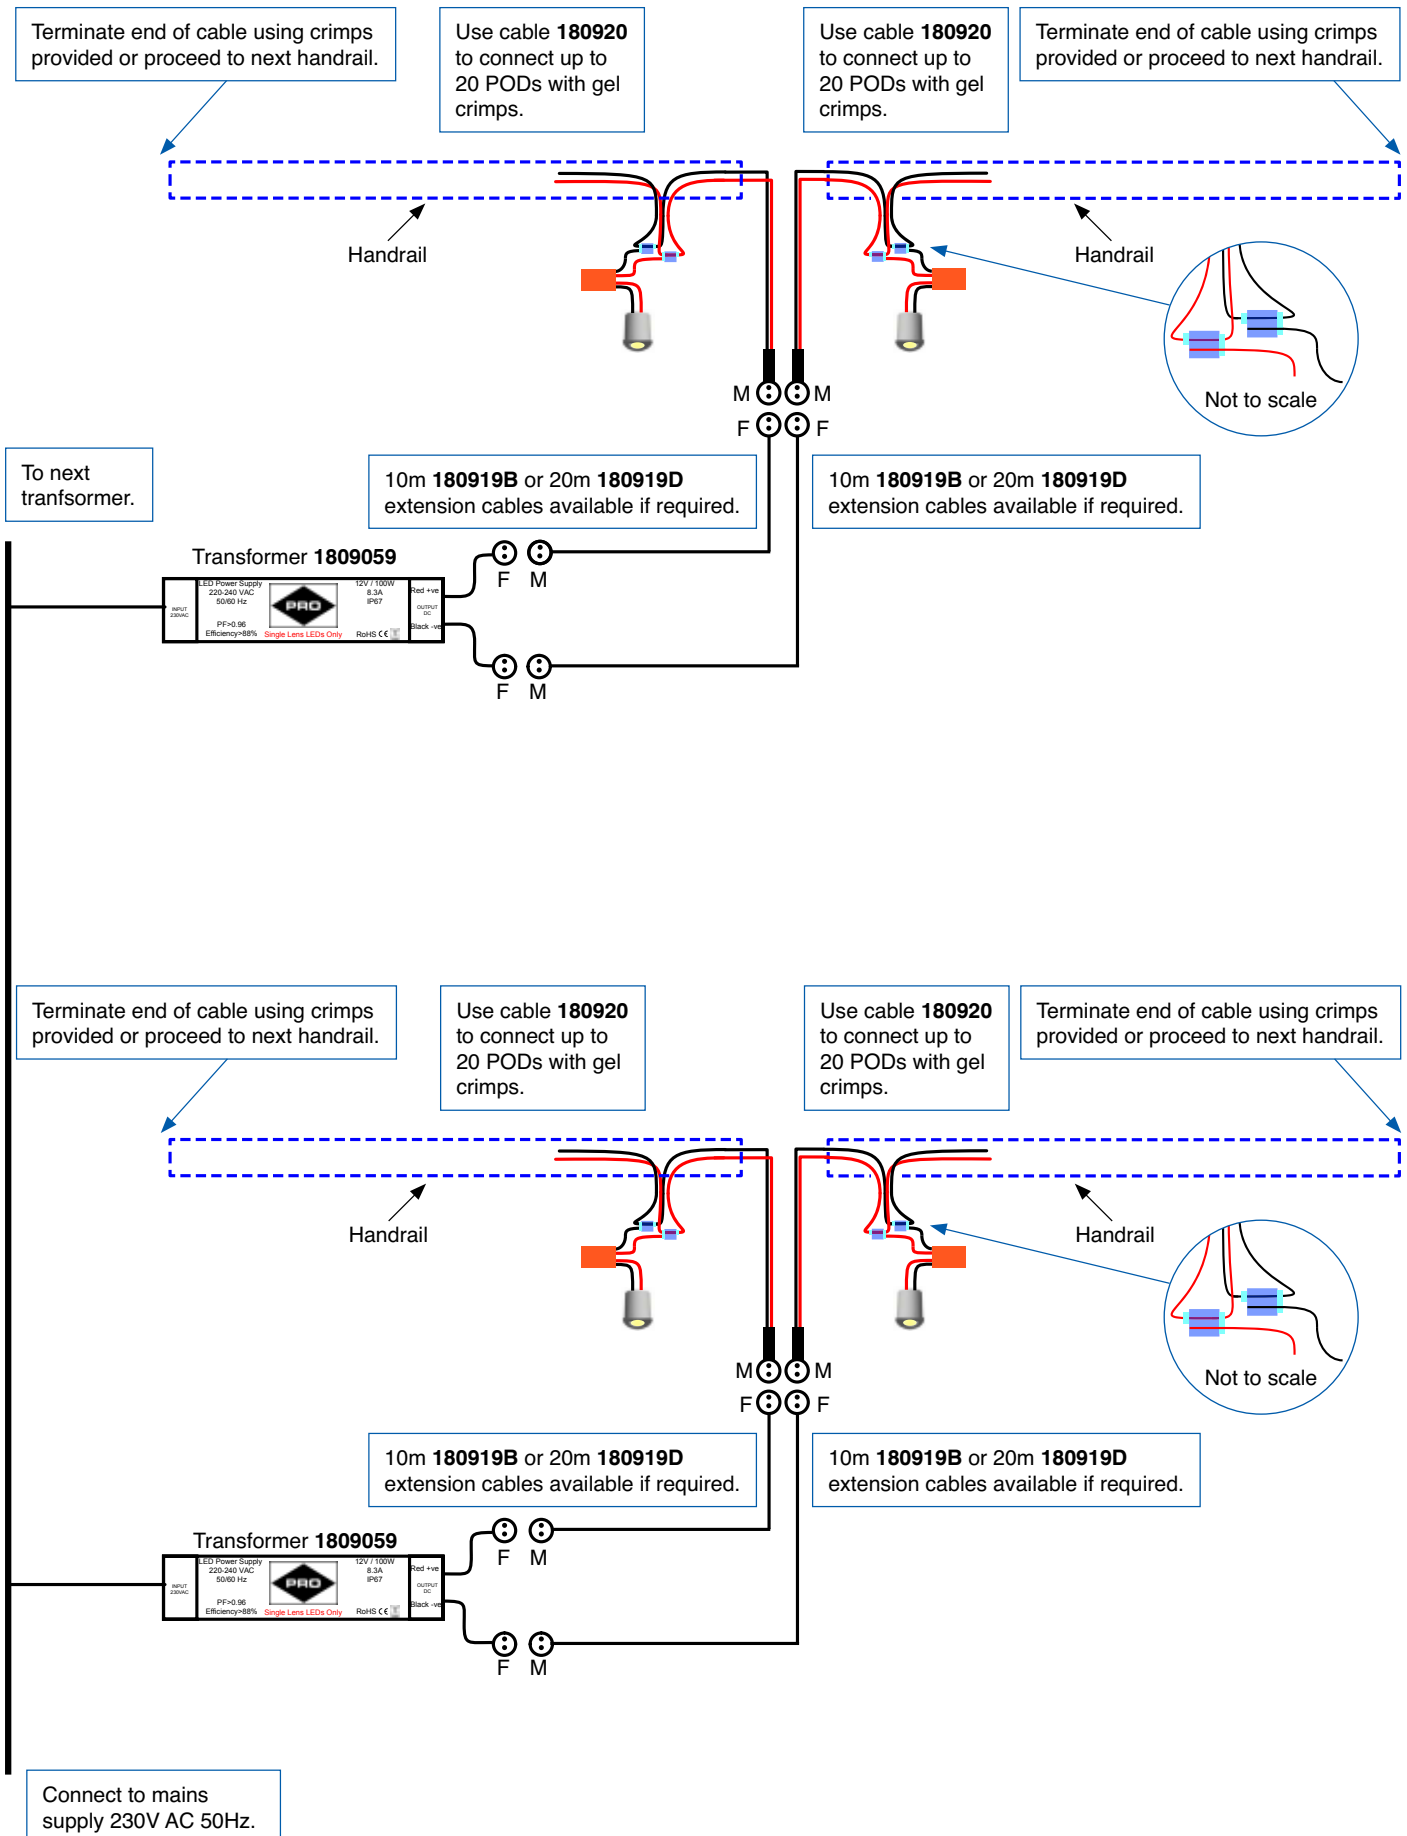 Terminate end of cable using crimps
provided or proceed to next handrail.
Use cable 180920
to connect up to
20 PODs with gel
crimps.
Use cable 180920
to connect up to
20 PODs with gel
crimps.
Terminate end of cable using crimps
provided or proceed to next handrail.
Handrail
Handrail
Not to scale
M
M
F
F
To next
tranfsormer.
10m 180919B or 20m 180919D
extension cables available if required.
10m 180919B or 20m 180919D
extension cables available if required.
Transformer 1809059
F
M
INPUT
230VAC
LED Power Supply
220-240 VAC
50/60 Hz
PF>0.96
Efficiency>88%
PRO
Single Lens LEDs Only
12V / 100W
8.3A
IP67
RoHS CE
Red +ve
OUTPUT
DC
Black -ve
F
M
Terminate end of cable using crimps
provided or proceed to next handrail.
Use cable 180920
to connect up to
20 PODs with gel
crimps.
Use cable 180920
to connect up to
20 PODs with gel
crimps.
Terminate end of cable using crimps
provided or proceed to next handrail.
Handrail
Handrail
Not to scale
M
M
F
F
10m 180919B or 20m 180919D
extension cables available if required.
10m 180919B or 20m 180919D
extension cables available if required.
Transformer 1809059
F
M
INPUT
230VAC
LED Power Supply
220-240 VAC
50/60 Hz
PF>0.96
Efficiency>88%
PRO
Single Lens LEDs Only
12V / 100W
8.3A
IP67
RoHS CE
Red +ve
OUTPUT
DC
Black -ve
F
M
Connect to mains
supply 230V AC 50Hz.